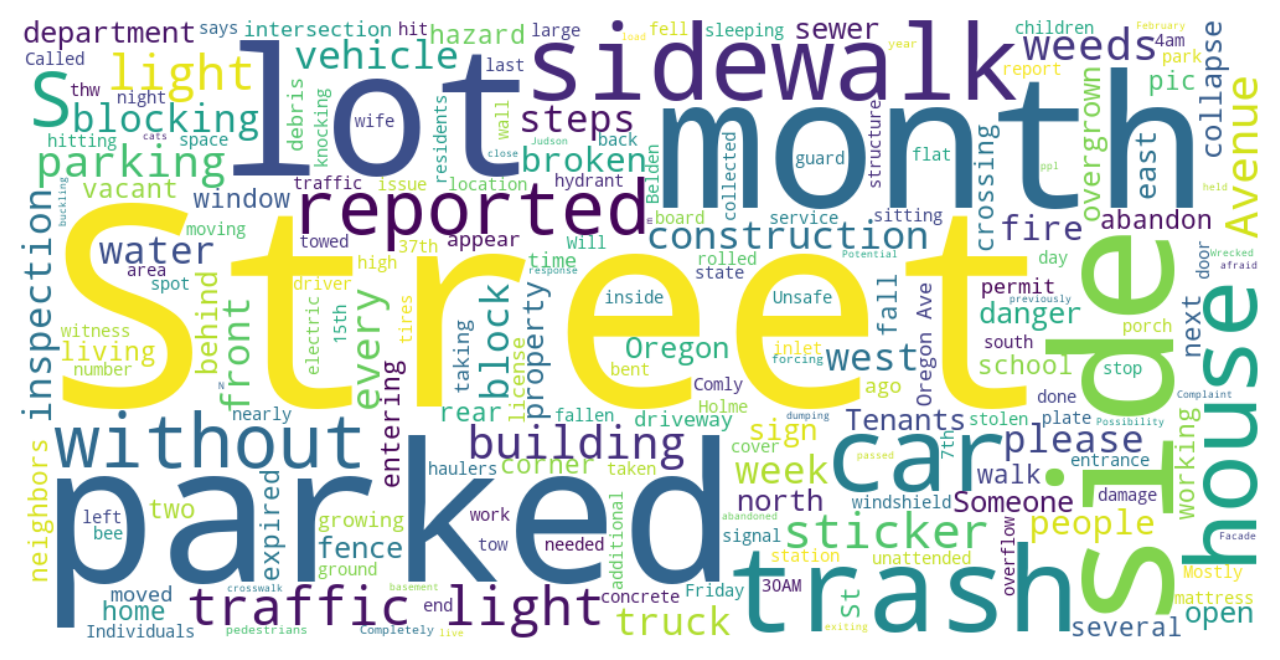 department
says
intersection
hit
hazard
large
fell
sleeping
sewer
children
February
Called
light
vehicle
last
load
year
weeds
4am
thw
lot
sidewalk
report
park
night
S
blocking
debris
wife
wall
steps
structure
month
overgrown
pic
collapse
Avenue
hitting
cats
space
knocking
residents
Judson
close
back
broken
guard
flat
crossing
ppl
east
held
parking
vacant
window
traffic
issue
location
hydrant
Belden
collected
buckling
inspection
moving
reported
board
service
sitting
abandon
water
towed
37th
appear
Will
construction
fire
area
behind
high
time
rolled
state
Potential
day
door
Wrecked
afraid
spot
driver
response
inside
Unsafe
west
fall
permit
previously
next
witness
living
number
front
electric
15th
every
tires
Street
taking
block
property
license
bent
Oregon
forcing
inlet
Oregon Ave
danger
south
porch
school
stop
side
house
N
nearly
entering
rear
fallen
Comly
Holme
ago
driveway
dumping
Tenants
stolen
done
plate
Complaint
Possibility
without
building
cover
sign
passed
car
7th
please
entrance
neighbors
parked
haulers
corner
taken
week
walk
working
left
two
expired
growing
fence
ground
work
tow
needed
additional
abandoned
signal
north
windshield
Someone
damage
people
bee
sticker
station
unattended
overflow
Facade
Mostly
moved
home
crosswalk
basement
concrete
Friday
30AM
trash
St
mattress
open
Individuals
traffic light
end
pedestrians
Completely
live
truck
exiting
several